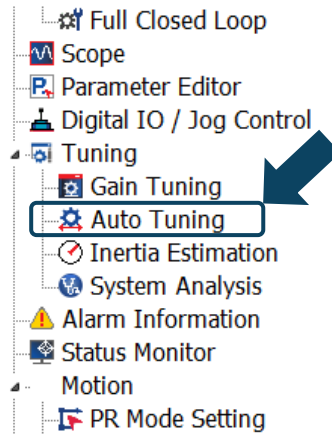 Full Closed Loop
Scope
Parameter Editor
Digital IO / Jog Control
Tuning
Gain Tuning
Auto Tuning
Inertia Estimation
System Analysis
Alarm Information
Status Monitor
Motion
PR Mode Setting